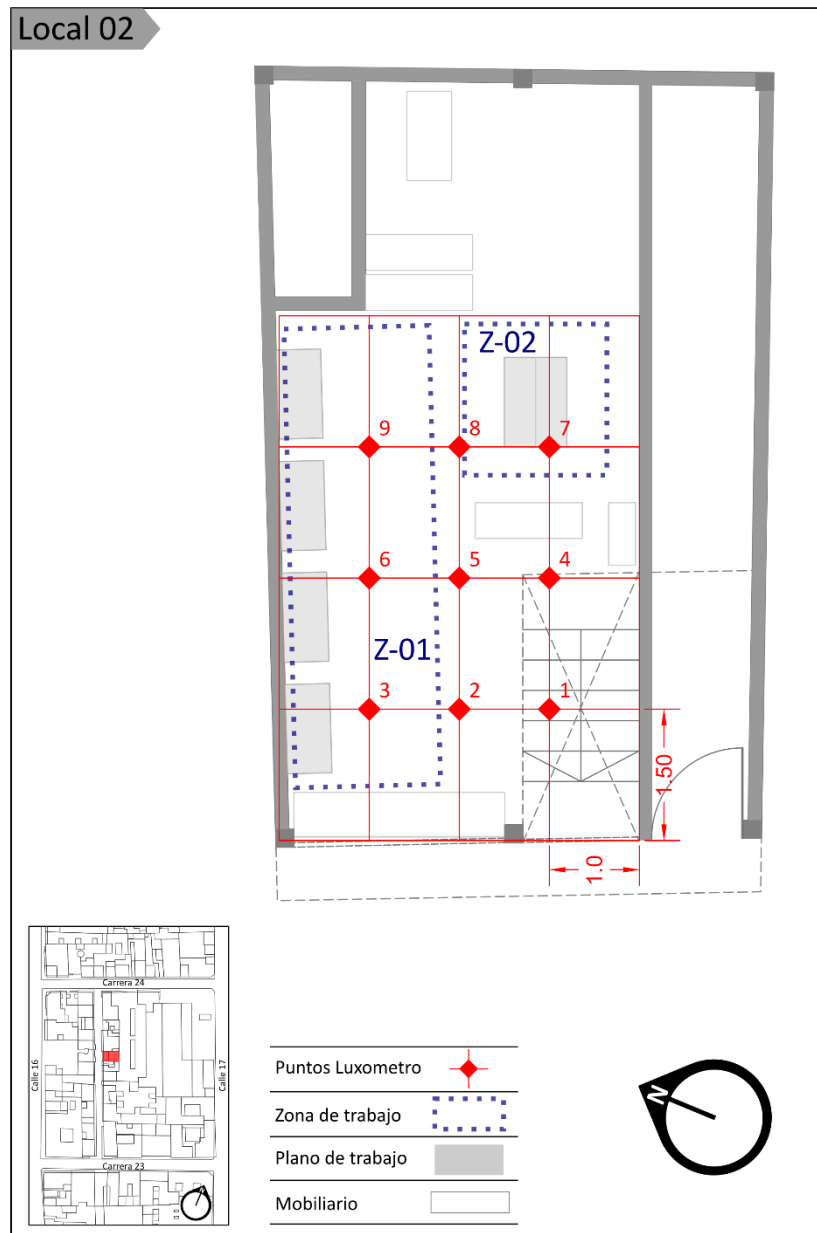 Local 02
Z-02
9 8 7
6 5 4
Z-01
3 2 1
1.50
1.0
Carrera 24
Calle 16
Calle 17
Carrera 23
N
Puntos Luxometro
Zona de trabajo
Plano de trabajo
Mobiliario
N